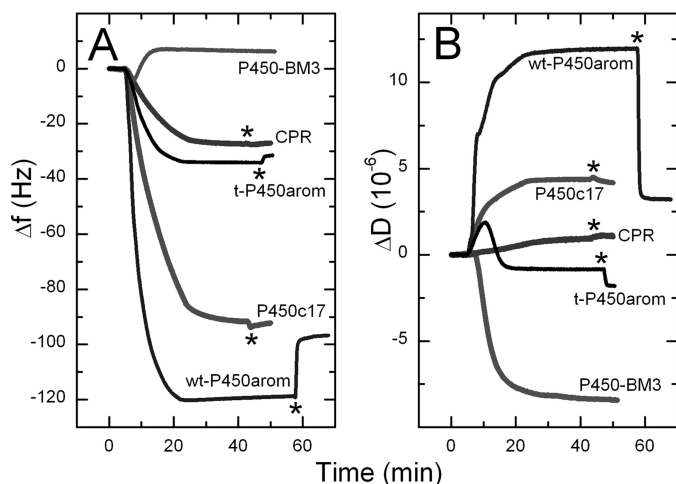 A
B
Δf (Hz)
0
-20
-40
-60
-80
-100
-120
P450-BM3
*
CPR
*
t-P450arom
P450c17
*
wt-P450arom
*
0
20
40
60
ΔD (10⁻⁶)
10
5
0
-5
*
wt-P450arom
*
P450c17
*
CPR
*
t-P450arom
P450-BM3
0
20
40
60
Time (min)